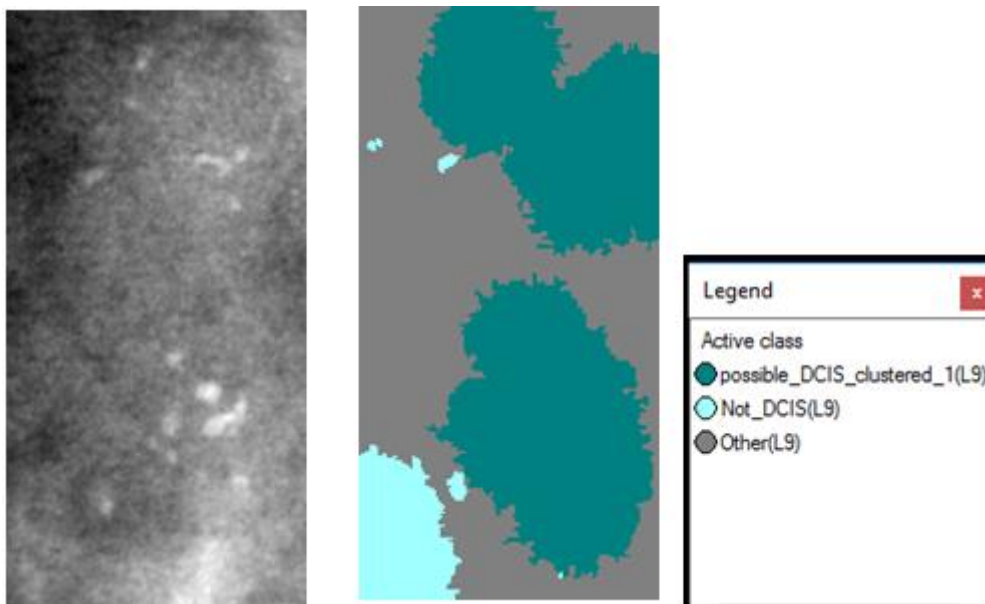 Legend
x
Active class
possible_DCIS_clustered_1(L9)
Not_DCIS(L9)
Other(L9)